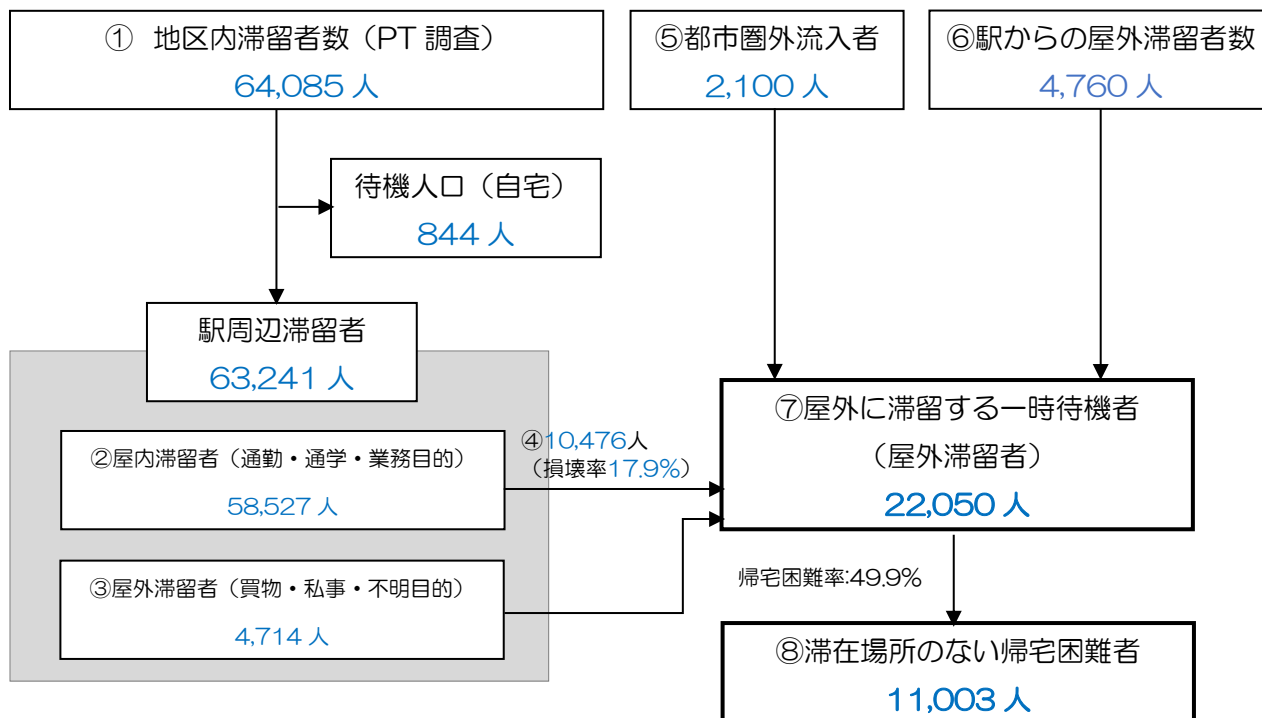 ① 地区内滞留者数（PT 調査）
64,085 人
⑤都市圏外流入者
2,100 人
⑥駅からの屋外滞留者数
4,760 人
待機人口（自宅）
844 人
駅周辺滞留者
63,241 人
②屋内滞留者（通勤・通学・業務目的）
58,527 人
④10,476人
（損壊率17.9%）
③屋外滞留者（買物・私事・不明目的）
4,714 人
⑦屋外に滞留する一時待機者
（屋外滞留者）
22,050 人
帰宅困難率:49.9%
⑧滞在場所のない帰宅困難者
11,003 人